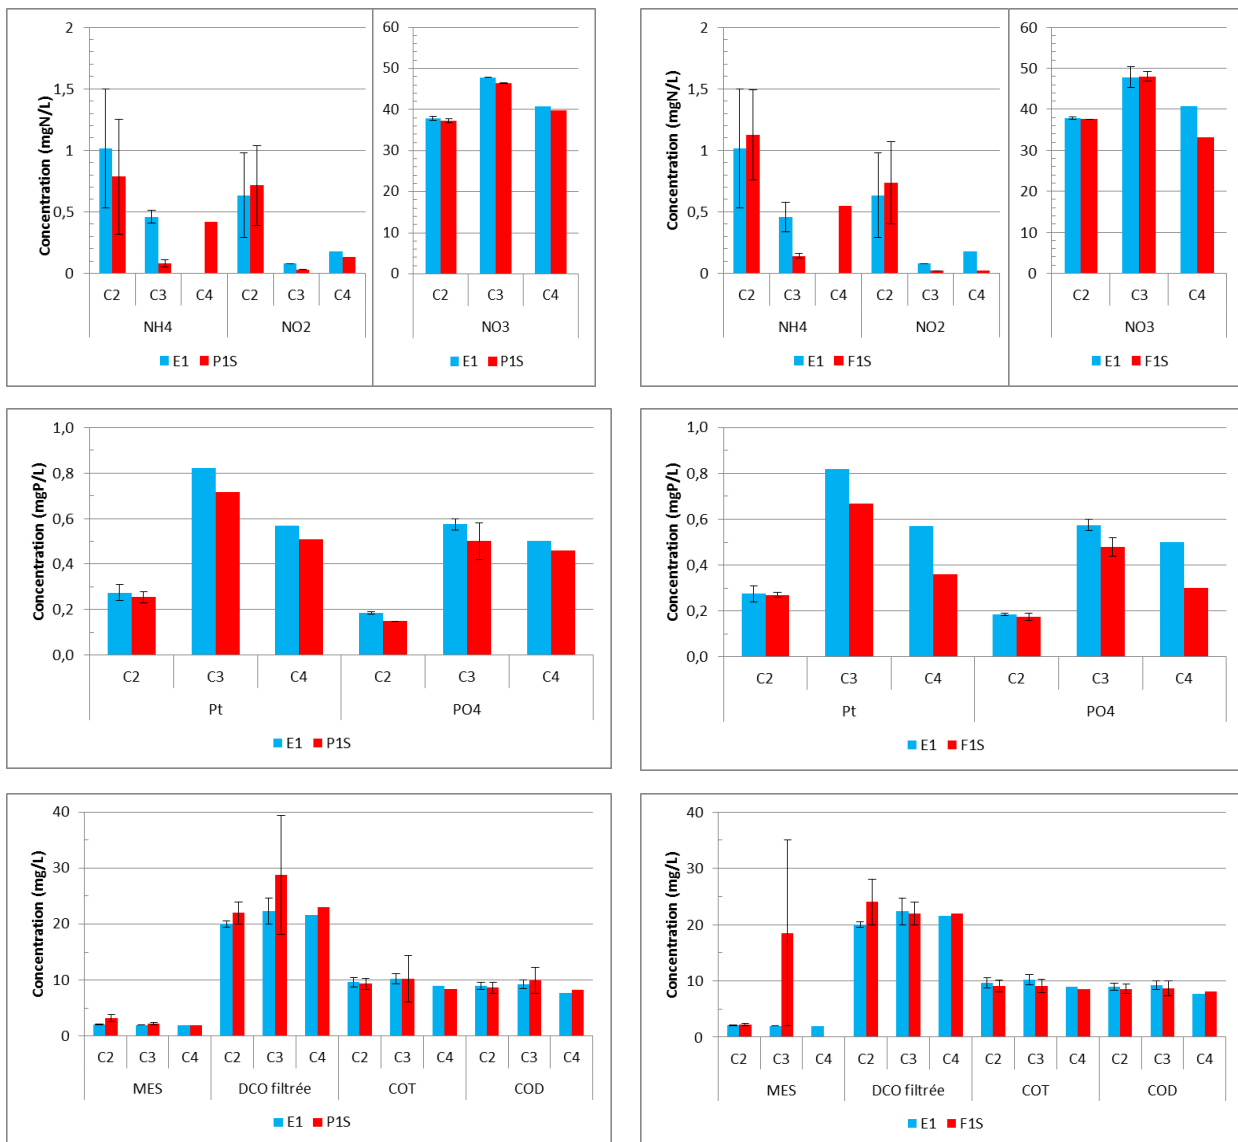 Concentration (mgN/L)
2
1,5
1
0,5
0
C2 C3 C4 C2 C3 C4
NH4 NO2
60
50
40
30
20
10
0
C2 C3 C4
NO3
E1 P1S E1 P1S
Concentration (mgN/L)
2
1,5
1
0,5
0
C2 C3 C4 C2 C3 C4
NH4 NO2
60
50
40
30
20
10
0
C2 C3 C4
NO3
E1 F1S E1 F1S
Concentration (mgP/L)
1,0
0,8
0,6
0,4
0,2
0,0
C2 C3 C4 C2 C3 C4
Pt PO4
E1 P1S
Concentration (mgP/L)
1,0
0,8
0,6
0,4
0,2
0,0
C2 C3 C4 C2 C3 C4
Pt PO4
E1 F1S
Concentration (mg/L)
40
30
20
10
0
C2 C3 C4 C2 C3 C4 C2 C3 C4 C2 C3 C4
MES DCO filtrée COT COD
E1 P1S
Concentration (mg/L)
40
30
20
10
0
C2 C3 C4 C2 C3 C4 C2 C3 C4 C2 C3 C4
MES DCO filtrée COT COD
E1 F1S